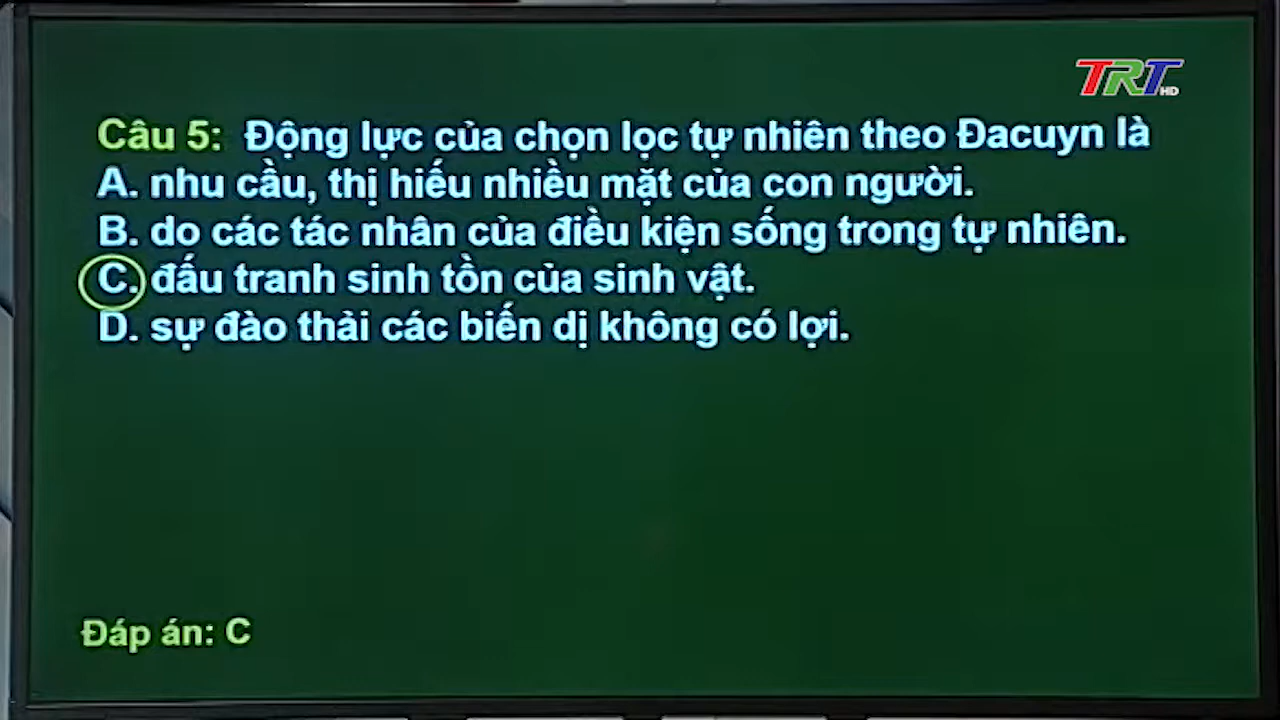 TRT HD
Câu 5: Động lực của chọn lọc tự nhiên theo Đacuyn là
A. nhu cầu, thị hiếu nhiều mặt của con người.
B. do các tác nhân của điều kiện sống trong tự nhiên.
C. đấu tranh sinh tồn của sinh vật.
D. sự đào thải các biến dị không có lợi.
Đáp án: C